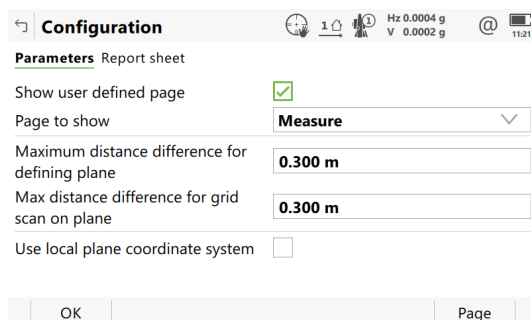 Configuration
1
1
Hz 0.0004 g
V 0.0002 g
@
11:21
Parameters Report sheet
Show user defined page
Page to show
Measure
Maximum distance difference for
defining plane
0.300 m
Max distance difference for grid
scan on plane
0.300 m
Use local plane coordinate system
OK
Page